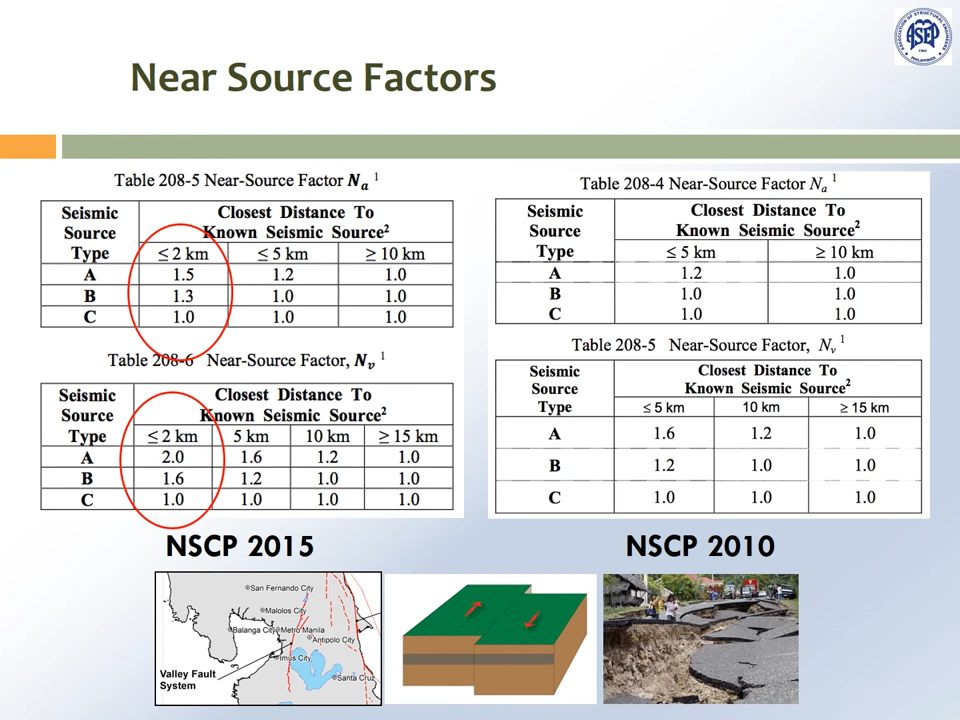 ASSOCIATION OF STRUCTURAL ENGINEERS
ASEP
1961
PHILIPPINES
Near Source Factors
Table 208-5 Near-Source Factor Na 1
Seismic Source Type Closest Distance To Known Seismic Source2
≤ 2 km ≤ 5 km ≥ 10 km
A 1.5 1.2 1.0
B 1.3 1.0 1.0
C 1.0 1.0 1.0
Table 208-6 Near-Source Factor, Nv 1
Seismic Source Type Closest Distance To Known Seismic Source2
≤ 2 km 5 km 10 km ≥ 15 km
A 2.0 1.6 1.2 1.0
B 1.6 1.2 1.0 1.0
C 1.0 1.0 1.0 1.0
NSCP 2015
Table 208-4 Near-Source Factor Na 1
Seismic Source Type Closest Distance To Known Seismic Source2
≤ 5 km ≥ 10 km
A 1.2 1.0
B 1.0 1.0
C 1.0 1.0
Table 208-5 Near-Source Factor, Nv 1
Seismic Source Type Closest Distance To Known Seismic Source2
≤ 5 km 10 km ≥ 15 km
A 1.6 1.2 1.0
B 1.2 1.0 1.0
C 1.0 1.0 1.0
NSCP 2010
San Fernando City
Malolos City
Balanga City
Metro Manila
Antipolo City
Imus City
Santa Cruz
Valley Fault
System